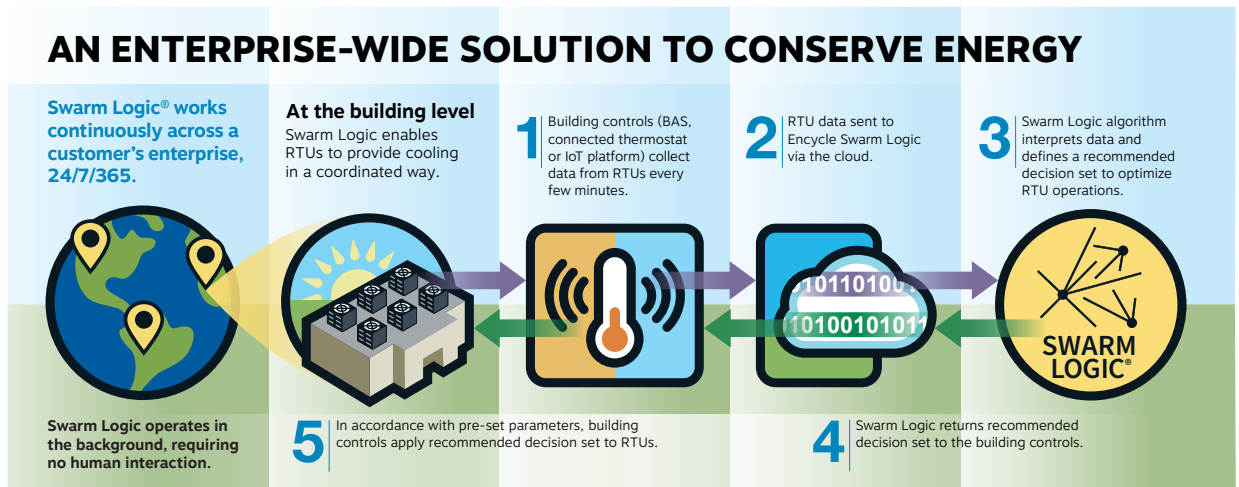 AN ENTERPRISE-WIDE SOLUTION TO CONSERVE ENERGY
Swarm Logic® works
continuously across a
customer's enterprise,
24/7/365.
At the building level
Swarm Logic enables
RTUs to provide cooling
in a coordinated way.
1
Building controls (BAS,
connected thermostat
or IoT platform) collect
data from RTUs every
few minutes.
2
RTU data sent to
Encycle Swarm Logic
via the cloud.
3
Swarm Logic algorithm
interprets data and
defines a recommended
decision set to optimize
RTU operations.
0101101001
10100101011
SWARM
LOGIC®
Swarm Logic operates in
the background, requiring
no human interaction.
5
In accordance with pre-set parameters, building
controls apply recommended decision set to RTUs.
4
Swarm Logic returns recommended
decision set to the building controls.